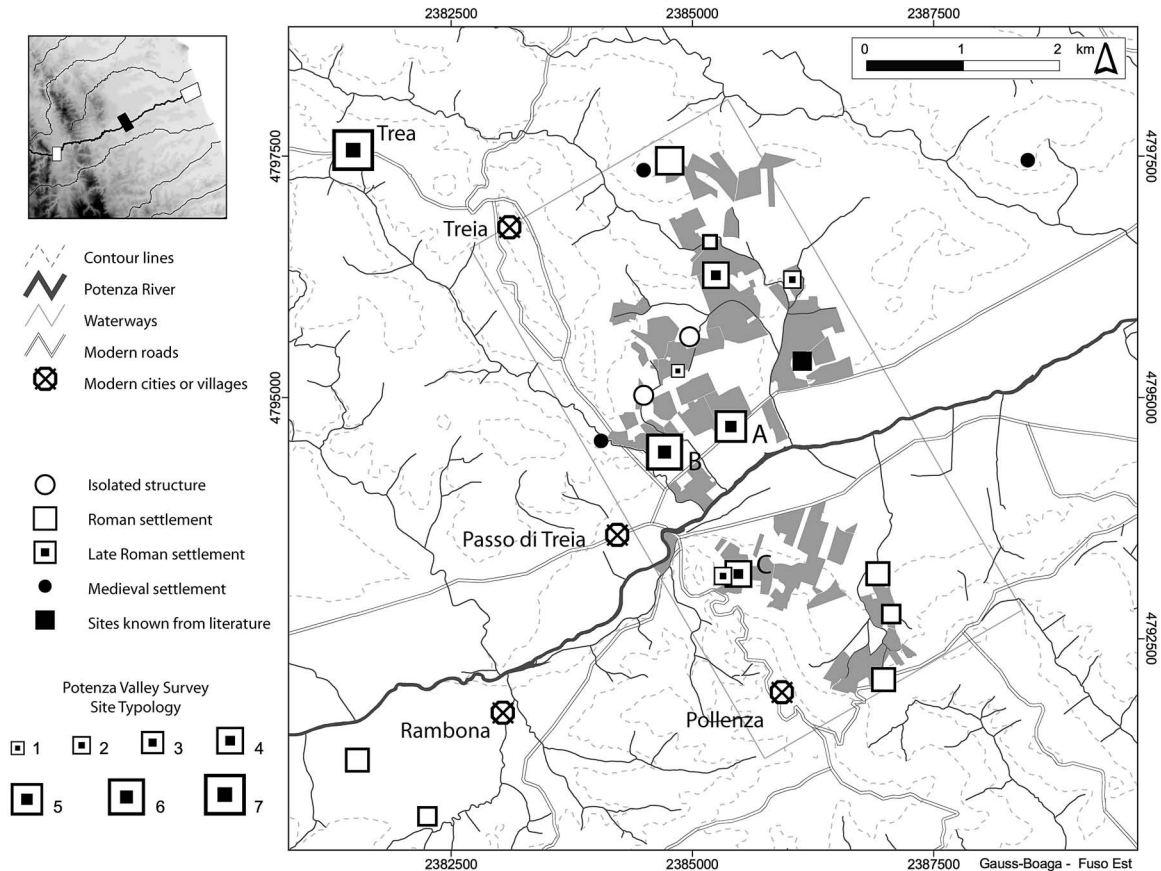 2382500 2385000 2387500
0 1 2 km
4797500 4797500
Trea
Treia
Contour lines
Potenza River
Waterways
Modern roads
Modern cities or villages
4795000 4795000
A
B
Isolated structure
Roman settlement
Late Roman settlement
Medieval settlement
Sites known from literature
Passo di Treia
C
4792500
Potenza Valley Survey
Site Typology
1 2 3 4
5 6 7
Pollenza
Rambona
2382500 2385000 2387500
Gauss-Boaga - Fuso Est